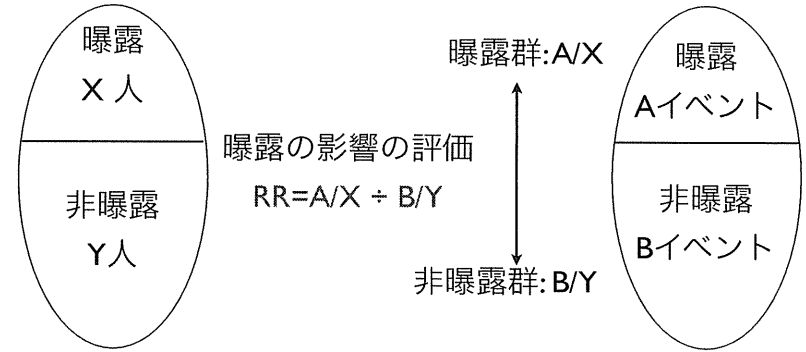 曝露
X 人
非曝露
Y人
曝露の影響の評価
RR=A/X ÷ B/Y
曝露群:A/X
非曝露群:B/Y
曝露
Aイベント
非曝露
Bイベント